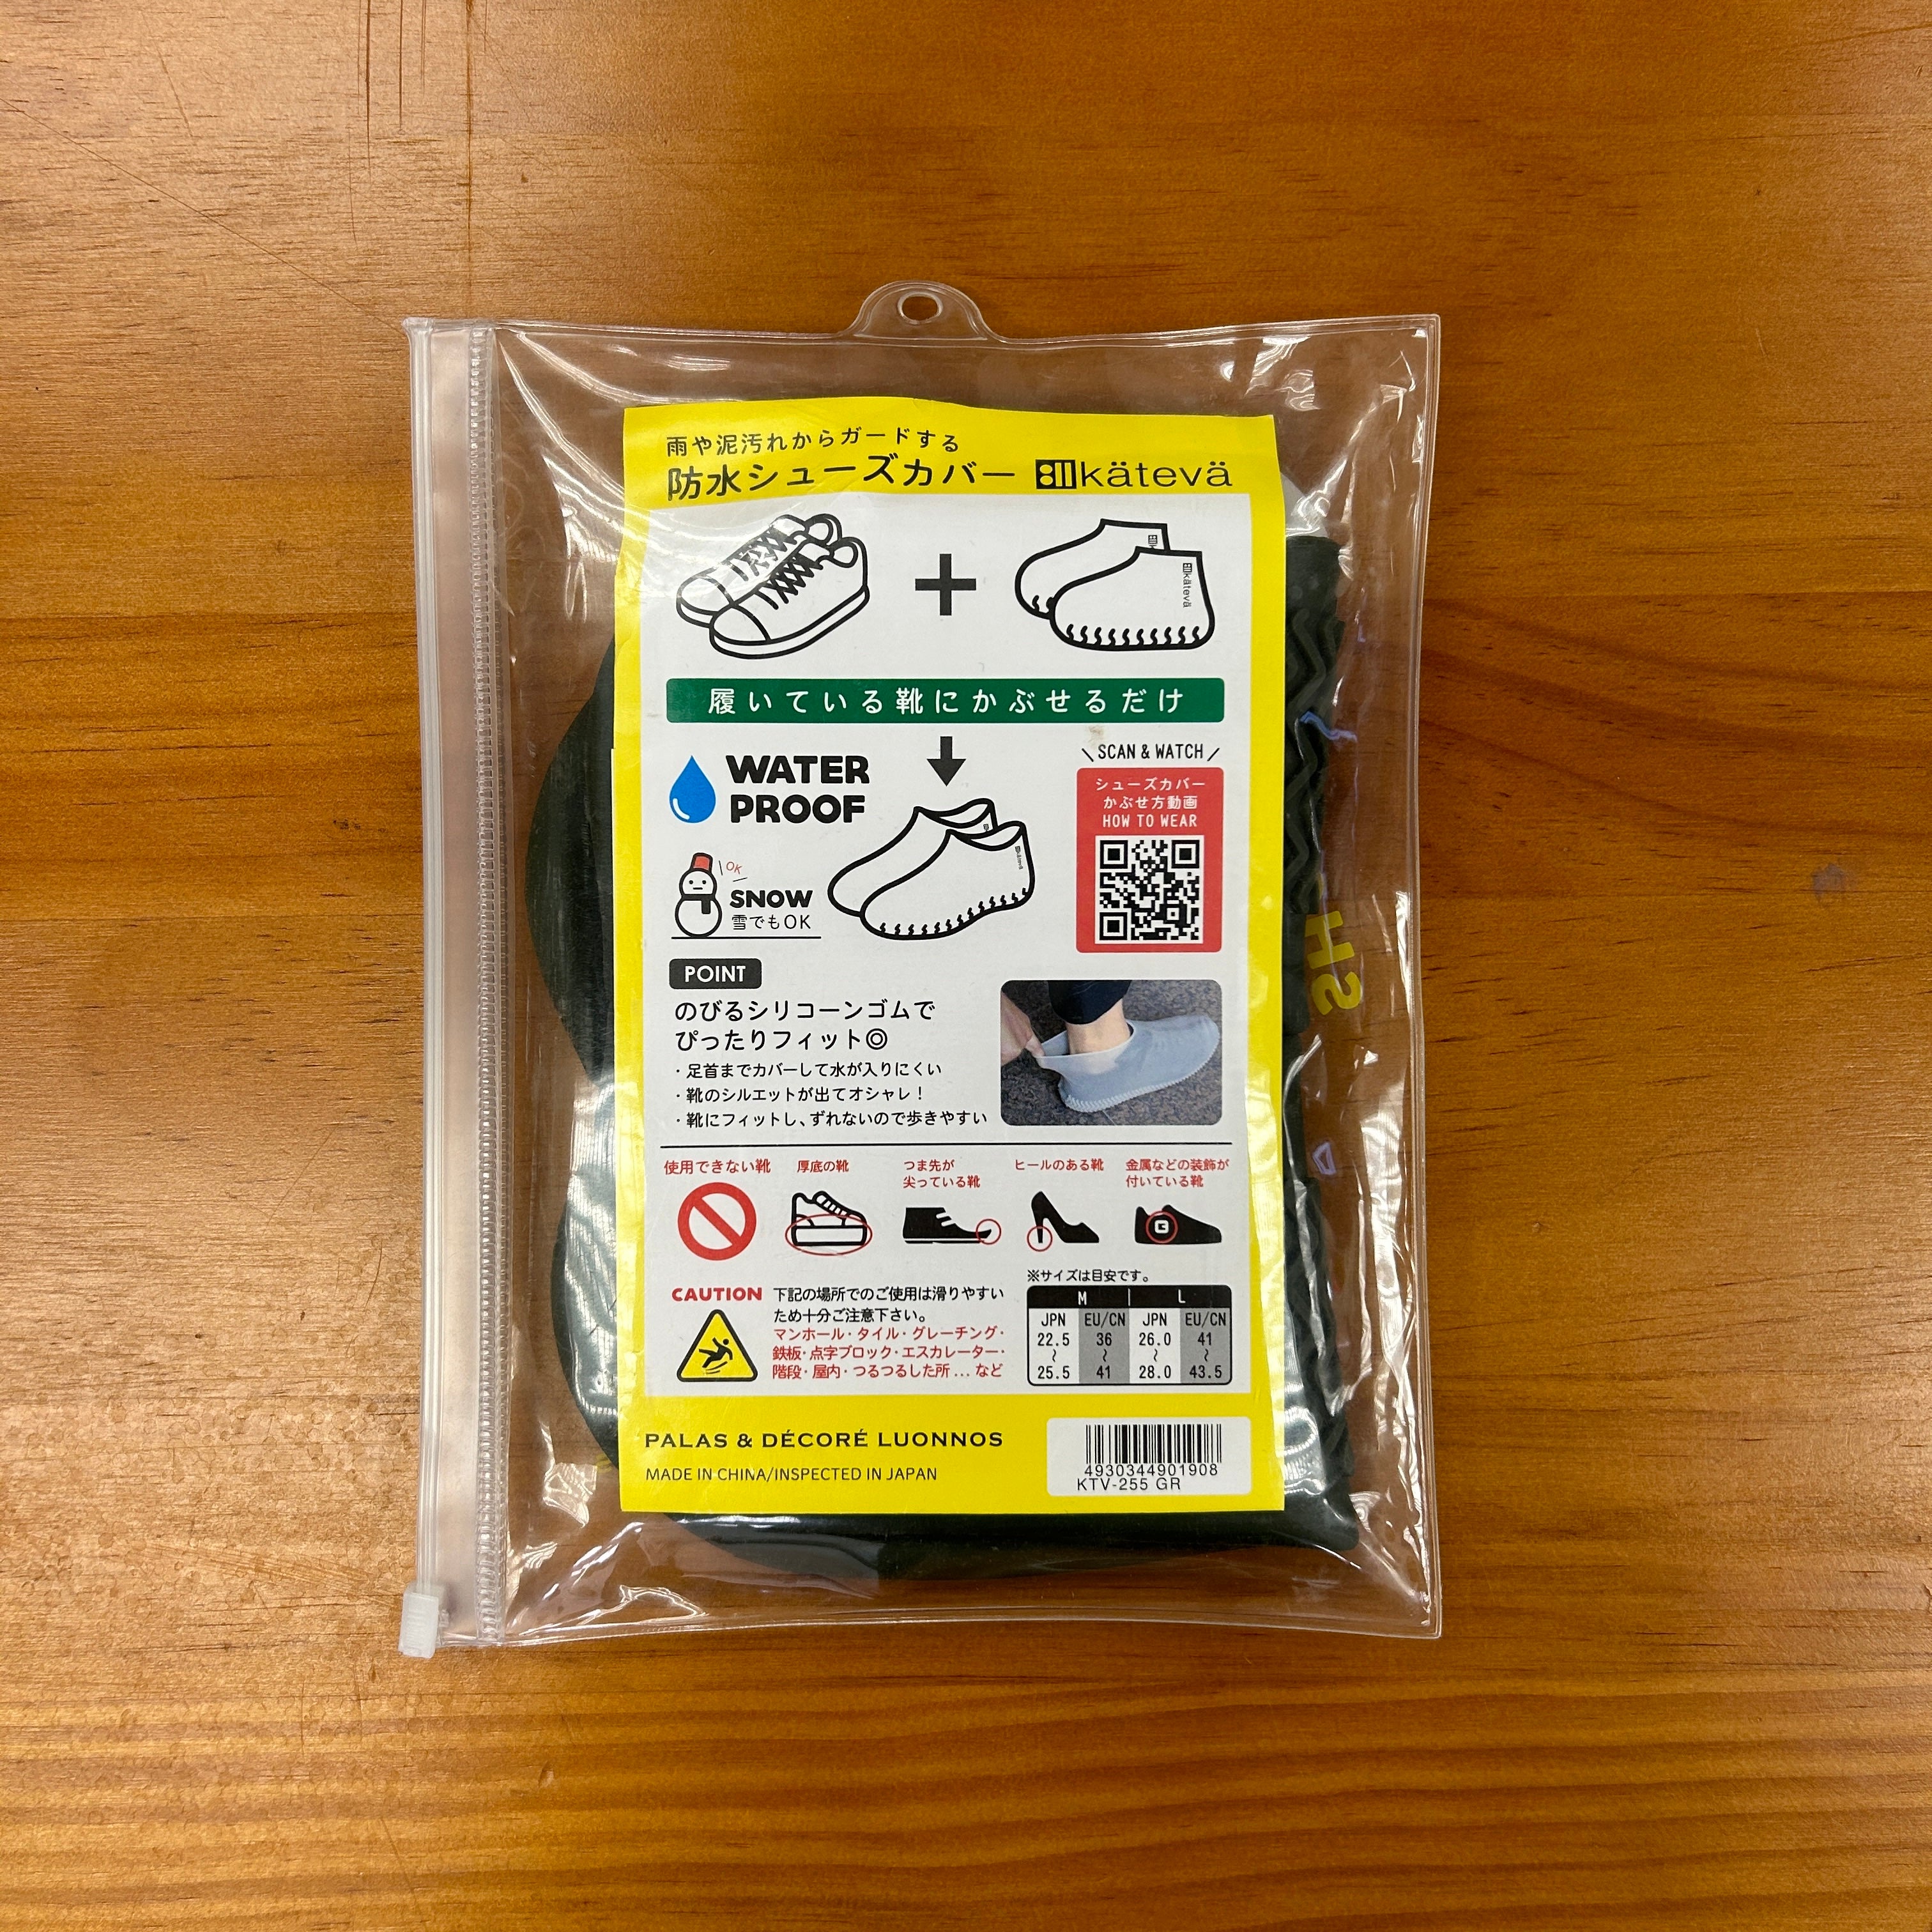 雨や泥汚れからガードする
防水シューズカバー kätevä
kätevä
履いている靴にかぶせるだけ
WATER
PROOF
OK
SNOW
雪でもOK
SCAN & WATCH
シューズカバー
かぶせ方動画
HOW TO WEAR
POINT
のびるシリコーンゴムで
ぴったりフィット◎
・足首までカバーして水が入りにくい
・靴のシルエットが出てオシャレ！
・靴にフィットし、ずれないので歩きやすい
使用できない靴
厚底の靴
つま先が
尖っている靴
ヒールのある靴
金属などの装飾が
付いている靴
CAUTION
下記の場所でのご使用は滑りやすい
ため十分ご注意下さい。
マンホール・タイル・グレーチング・
鉄板・点字ブロック・エスカレーター・
階段・屋内・つるつるした所…など
※サイズは目安です。
M | L
JPN EU/CN JPN EU/CN
22.5 36 26.0 41
〜 〜 〜 〜
25.5 41 28.0 43.5
PALAS & DÉCORÉ LUONNOS
MADE IN CHINA/INSPECTED IN JAPAN
4930344901908
KTV-255 GR